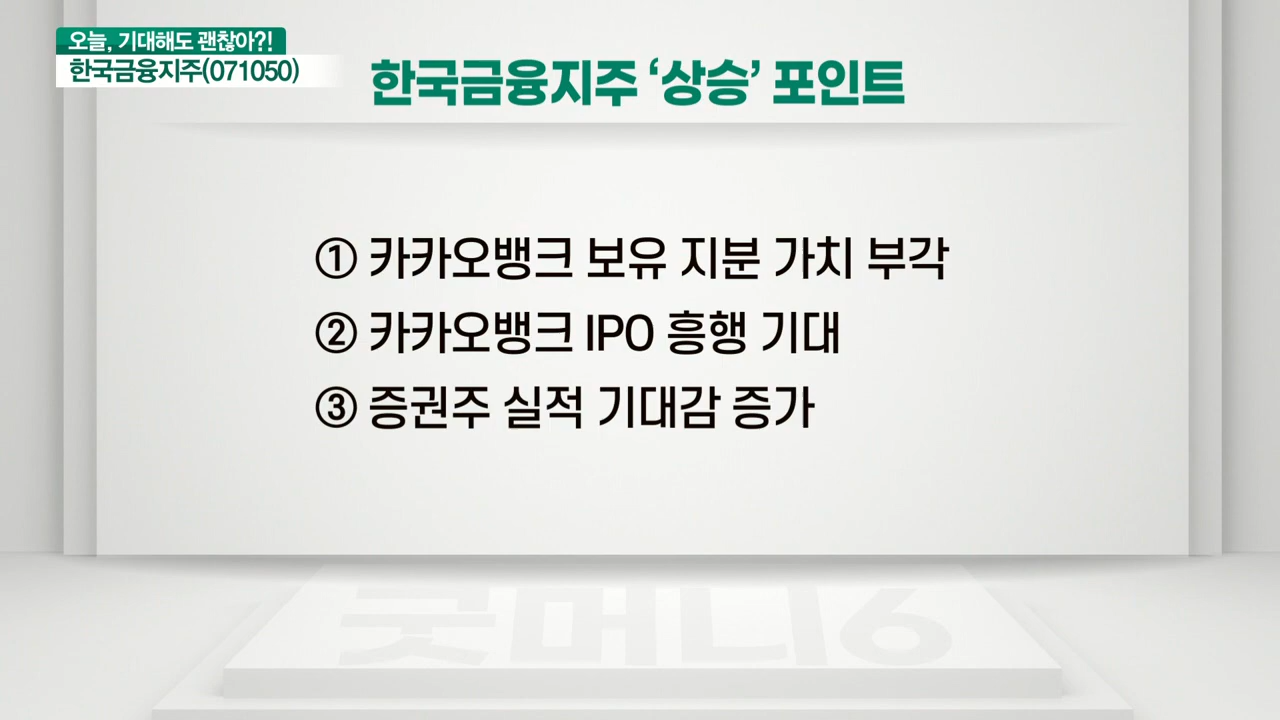 오늘, 기대해도 괜찮아?!
한국금융지주(071050)
한국금융지주 ‘상승’ 포인트
① 카카오뱅크 보유 지분 가치 부각
② 카카오뱅크 IPO 흥행 기대
③ 증권주 실적 기대감 증가
굿머니6